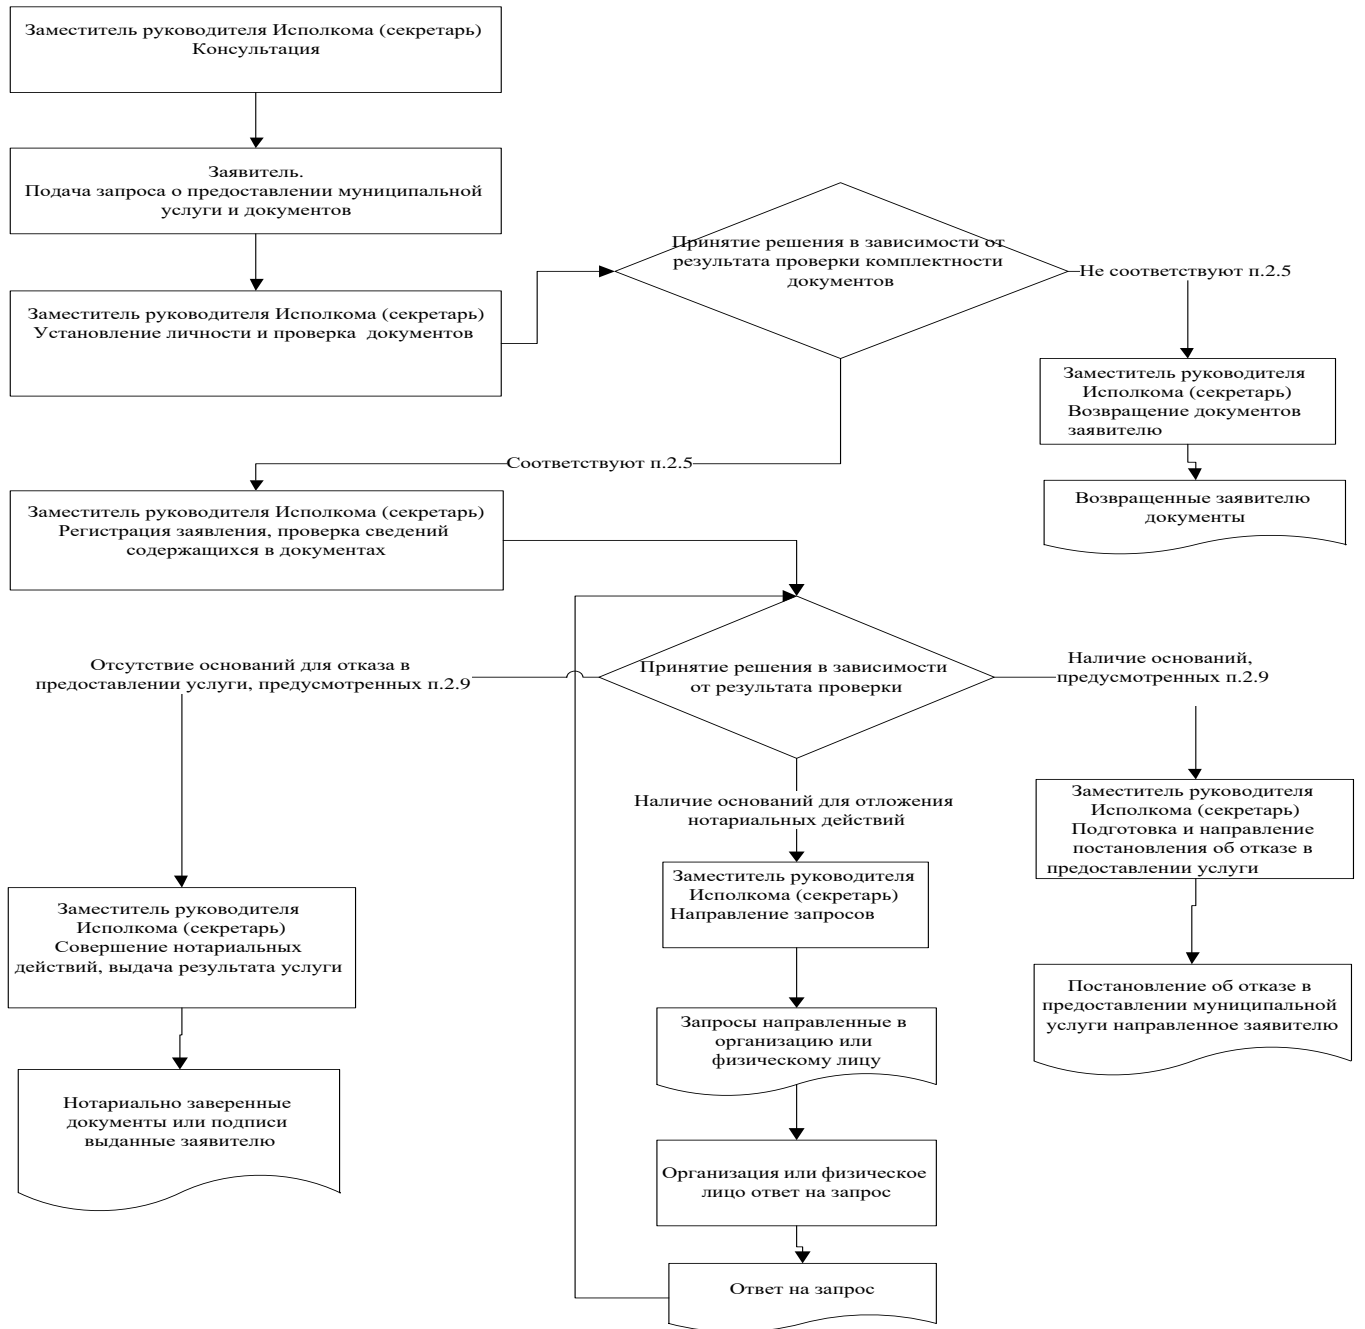 Заместитель руководителя Исполкома (секретарь)
Консультация
Заявитель.
Подача запроса о предоставлении муниципальной
услуги и документов
Заместитель руководителя Исполкома (секретарь)
Установление личности и проверка документов
Принятие решения в зависимости от
результата проверки комплектности
документов
Не соответствуют п.2.5
Заместитель руководителя
Исполкома (секретарь)
Возвращение документов
заявителю
Возвращенные заявителю
документы
Соответствуют п.2.5
Заместитель руководителя Исполкома (секретарь)
Регистрация заявления, проверка сведений
содержащихся в документах
Принятие решения в зависимости
от результата проверки
Отсутствие оснований для отказа в
предоставлении услуги, предусмотренных п.2.9
Наличие оснований,
предусмотренных п.2.9
Наличие оснований для отложения
нотариальных действий
Заместитель руководителя
Исполкома (секретарь)
Подготовка и направление
постановления об отказе в
предоставлении услуги
Заместитель руководителя
Исполкома (секретарь)
Направление запросов
Заместитель руководителя
Исполкома (секретарь)
Совершение нотариальных
действий, выдача результата услуги
Постановление об отказе в
предоставлении муниципальной
услуги направленное заявителю
Запросы направленные в
организацию или
физическому лицу
Нотариально заверенные
документы или подписи
выданные заявителю
Организация или физическое
лицо ответ на запрос
Ответ на запрос